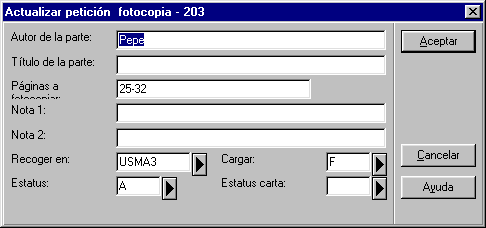 Actualizar petición fotocopia - 203
Autor de la parte: Pepe
Aceptar
Título de la parte:
Páginas a
fotocopiar: 25-32
Nota 1:
Nota 2:
Recoger en: USMA3 Cargar: F
Cancelar
Estatus: A Estatus carta:
Ayuda